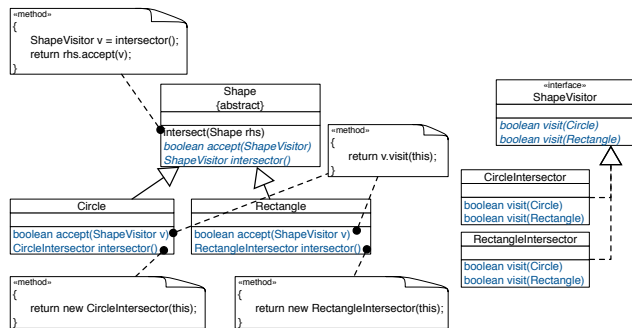 «method»
{
ShapeVisitor v = intersector();
return rhs.accept(v);
}
Shape
{abstract}
Intersect(Shape rhs)
boolean accept(ShapeVisitor)
ShapeVisitor intersector()
«method»
{
return v.visit(this);
}
«interface»
ShapeVisitor
boolean visit(Circle)
boolean visit(Rectangle)
Circle
boolean accept(ShapeVisitor v)
CircleIntersector intersector()
Rectangle
boolean accept(ShapeVisitor v)
RectangleIntersector intersector()
CircleIntersector
boolean visit(Circle)
boolean visit(Rectangle)
RectangleIntersector
boolean visit(Circle)
boolean visit(Rectangle)
«method»
{
return new CircleIntersector(this);
}
«method»
{
return new RectangleIntersector(this);
}